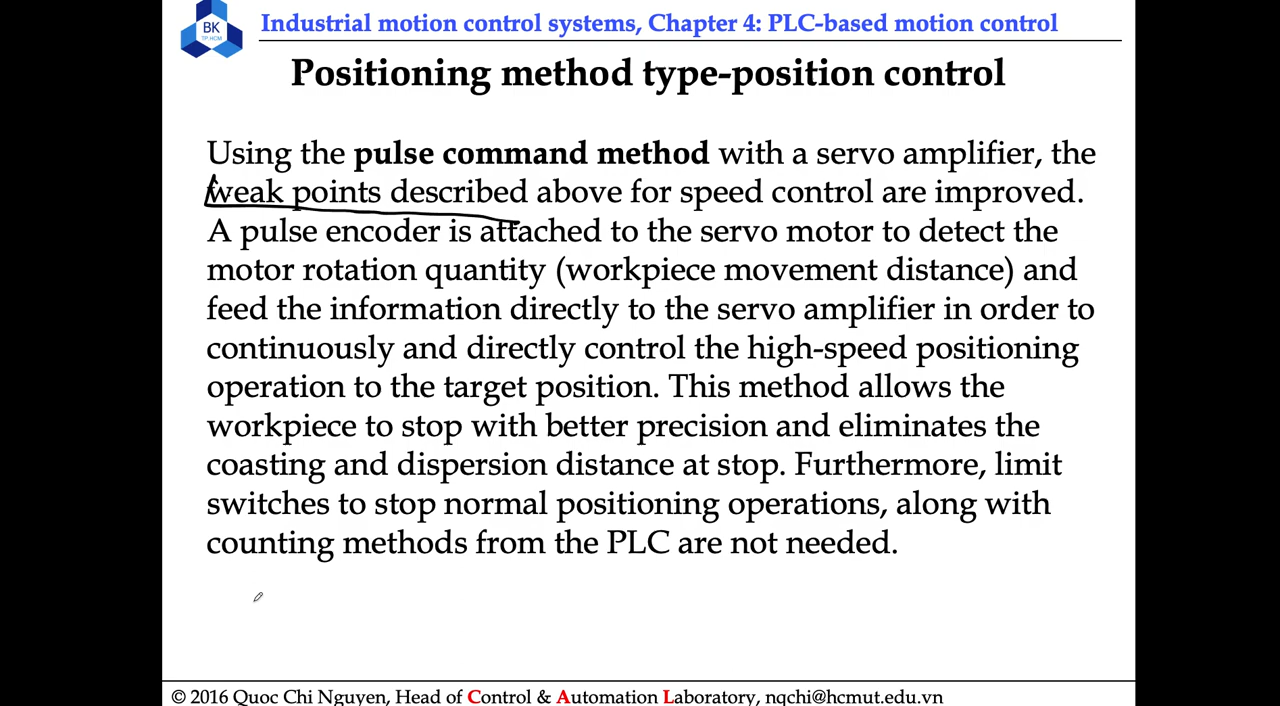 BK
TP.HCM
Industrial motion control systems, Chapter 4: PLC-based motion control
Positioning method type-position control
Using the pulse command method with a servo amplifier, the
weak points described above for speed control are improved.
A pulse encoder is attached to the servo motor to detect the
motor rotation quantity (workpiece movement distance) and
feed the information directly to the servo amplifier in order to
continuously and directly control the high-speed positioning
operation to the target position. This method allows the
workpiece to stop with better precision and eliminates the
coasting and dispersion distance at stop. Furthermore, limit
switches to stop normal positioning operations, along with
counting methods from the PLC are not needed.
© 2016 Quoc Chi Nguyen, Head of Control & Automation Laboratory, nqchi@hcmut.edu.vn